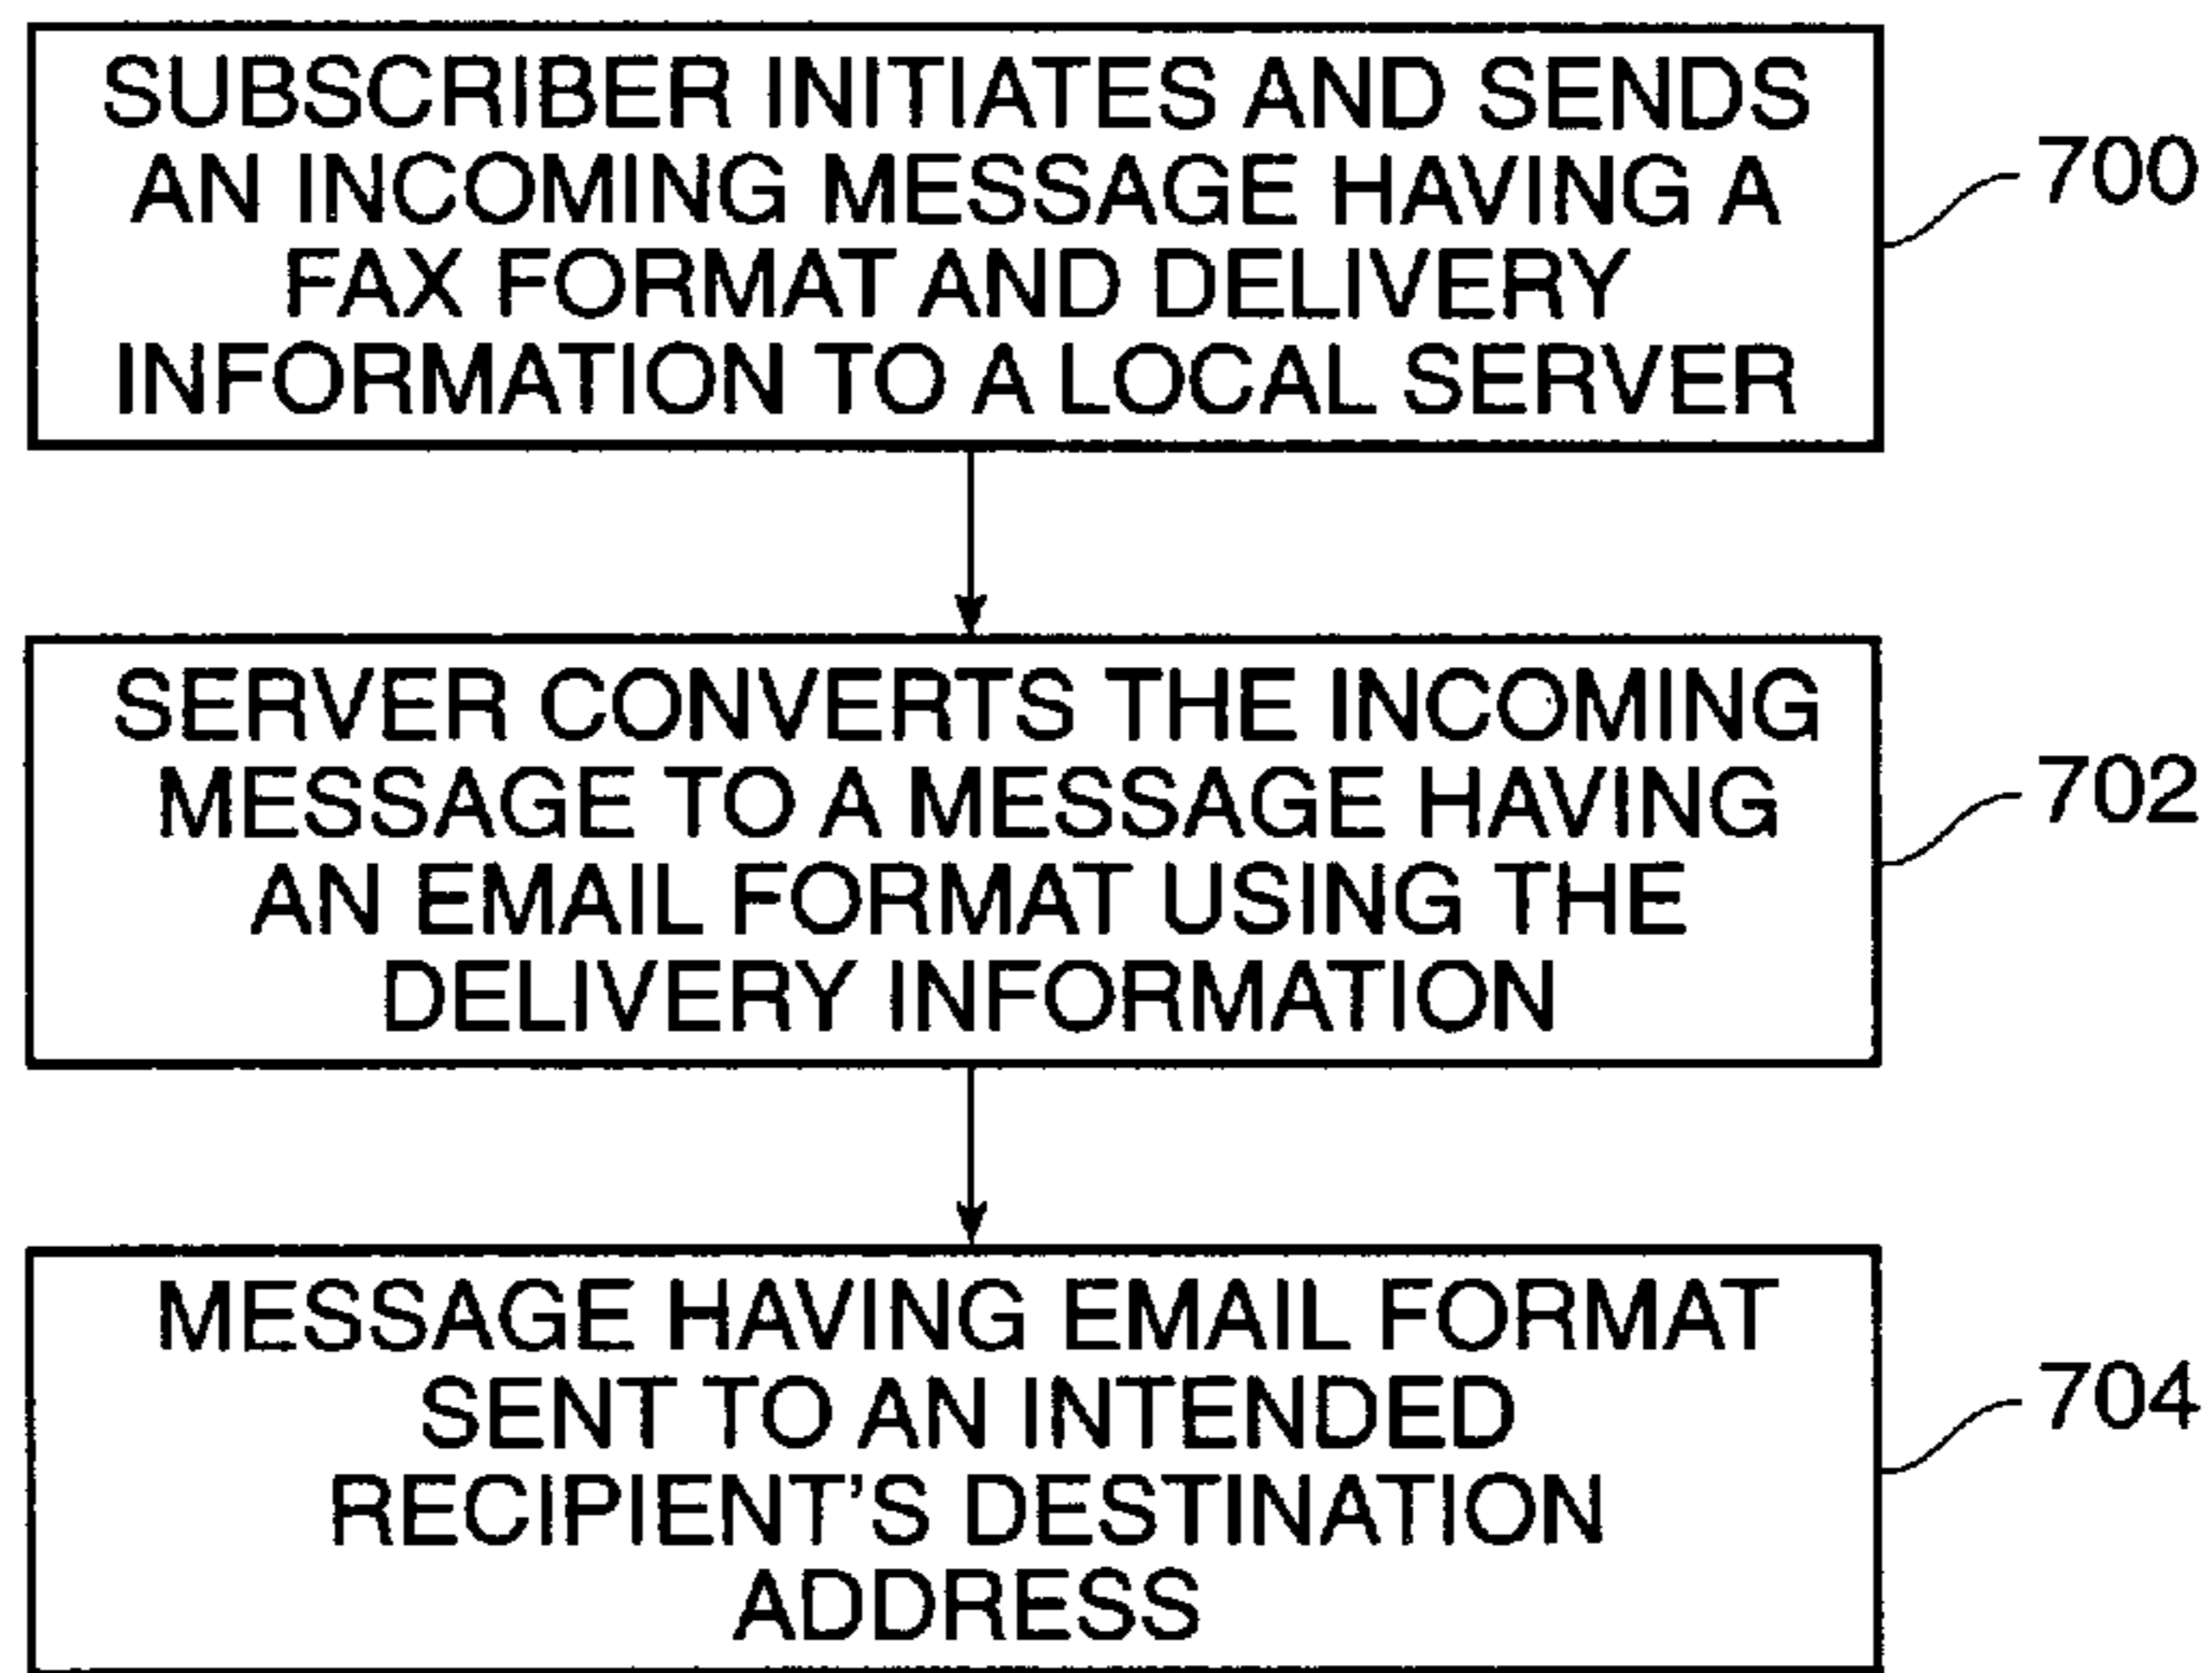 SUBSCRIBER INITIATES AND SENDS
AN INCOMING MESSAGE HAVING A
FAX FORMAT AND DELIVERY
INFORMATION TO A LOCAL SERVER
700
SERVER CONVERTS THE INCOMING
MESSAGE TO A MESSAGE HAVING
AN EMAIL FORMAT USING THE
DELIVERY INFORMATION
702
MESSAGE HAVING EMAIL FORMAT
SENT TO AN INTENDED
RECIPIENT'S DESTINATION
ADDRESS
704